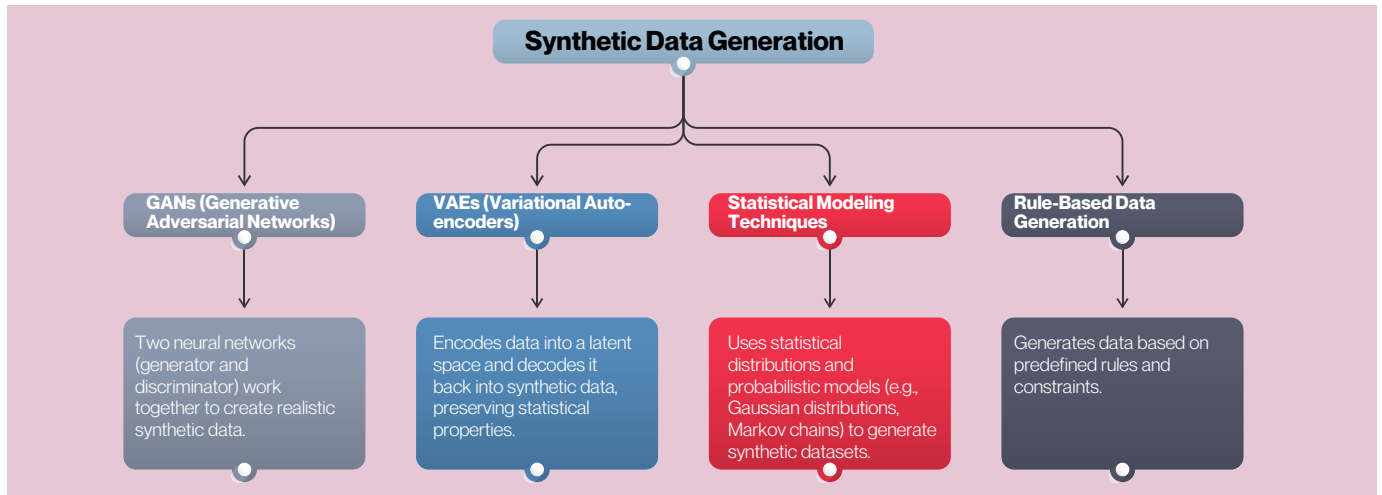 Synthetic Data Generation
GANs (Generative
Adversarial Networks)
VAEs (Variational Auto-
encoders)
Statistical Modeling
Techniques
Rule-Based Data
Generation
Two neural networks
(generator and
discriminator) work
together to create realistic
synthetic data.
Encodes data into a latent
space and decodes it
back into synthetic data,
preserving statistical
properties.
Uses statistical
distributions and
probabilistic models (e.g.,
Gaussian distributions,
Markov chains) to generate
synthetic datasets.
Generates data based on
predefined rules and
constraints.